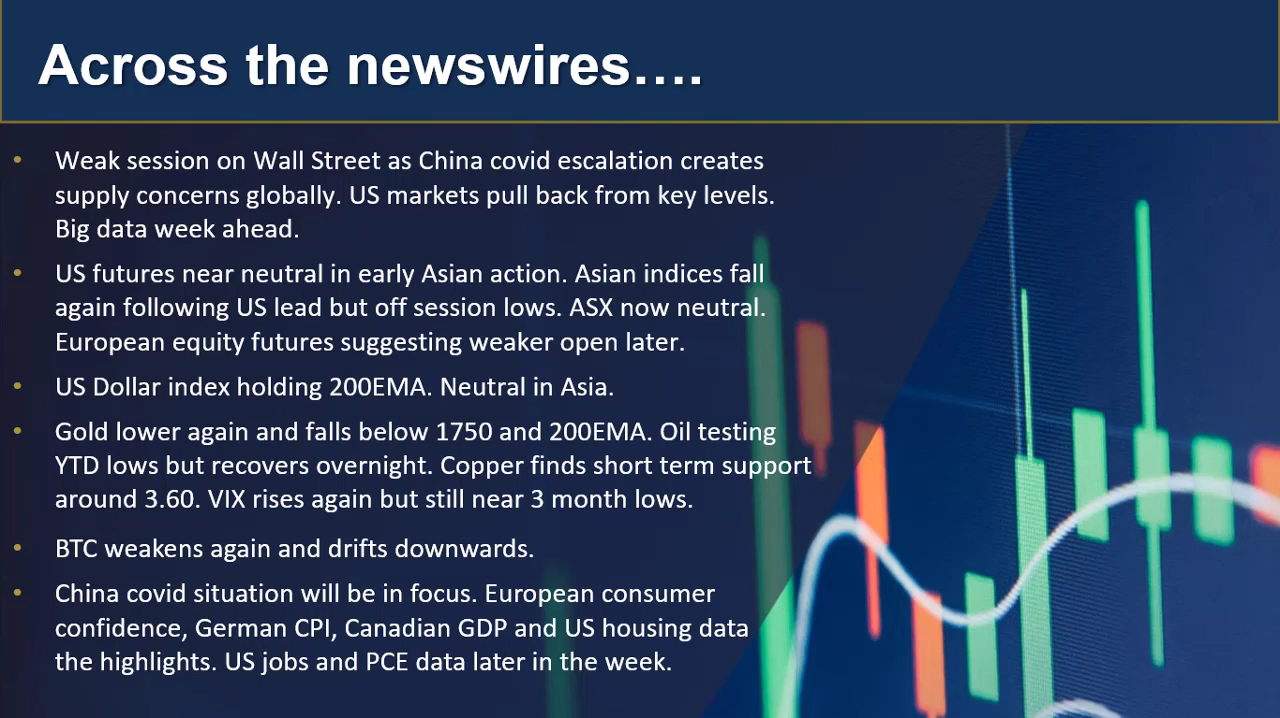 Across the newswires….
• Weak session on Wall Street as China covid escalation creates
supply concerns globally. US markets pull back from key levels.
Big data week ahead.
• US futures near neutral in early Asian action. Asian indices fall
again following US lead but off session lows. ASX now neutral.
European equity futures suggesting weaker open later.
• US Dollar index holding 200EMA. Neutral in Asia.
• Gold lower again and falls below 1750 and 200EMA. Oil testing
YTD lows but recovers overnight. Copper finds short term support
around 3.60. VIX rises again but still near 3 month lows.
• BTC weakens again and drifts downwards.
• China covid situation will be in focus. European consumer
confidence, German CPI, Canadian GDP and US housing data
the highlights. US jobs and PCE data later in the week.